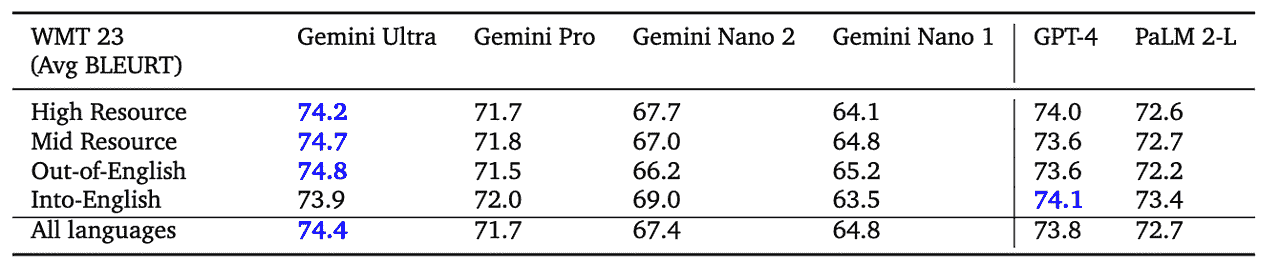 WMT 23 Gemini Ultra Gemini Pro Gemini Nano 2 Gemini Nano 1 GPT-4 PaLM 2-L
(Avg BLEURT)
High Resource 74.2 71.7 67.7 64.1 74.0 72.6
Mid Resource 74.7 71.8 67.0 64.8 73.6 72.7
Out-of-English 74.8 71.5 66.2 65.2 73.6 72.2
Into-English 73.9 72.0 69.0 63.5 74.1 73.4
All languages 74.4 71.7 67.4 64.8 73.8 72.7